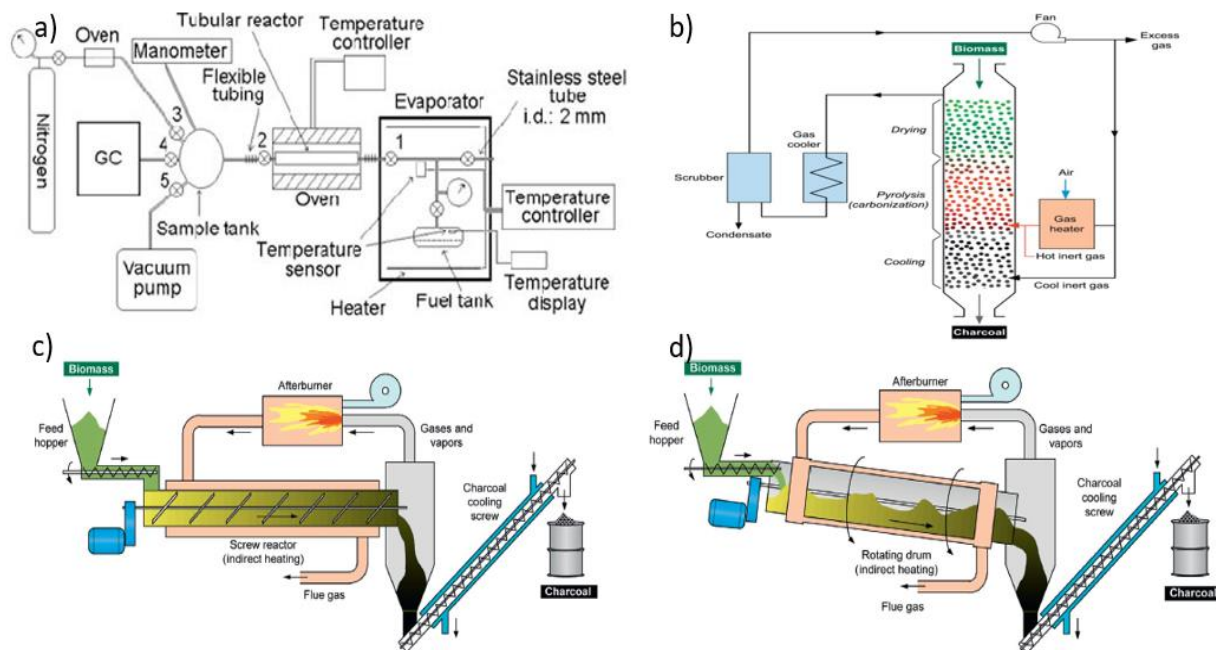 a)
Oven
Manometer
Nitrogen
GC
3
4
5
Sample tank
Vacuum
pump
Tubular reactor
Flexible
tubing
2
Temperature
controller
Oven
Temperature
sensor
Heater
Evaporator
1
Stainless steel
tube
i.d.: 2 mm
Temperature
controller
Fuel tank
Temperature
display
b)
Fan
Excess
gas
Biomass
Drying
Gas
cooler
Scrubber
Pyrolysis
(carbonization)
Condensate
Air
Gas
heater
Hot inert gas
Cooling
Cool inert gas
Charcoal
c)
Biomass
Feed
hopper
Afterburner
Gases and
vapors
Charcoal
cooling
screw
Screw reactor
(indirect heating)
Flue gas
Charcoal
d)
Biomass
Feed
hopper
Afterburner
Gases and
vapors
Charcoal
cooling
screw
Rotating drum
(indirect heating)
Flue gas
Charcoal